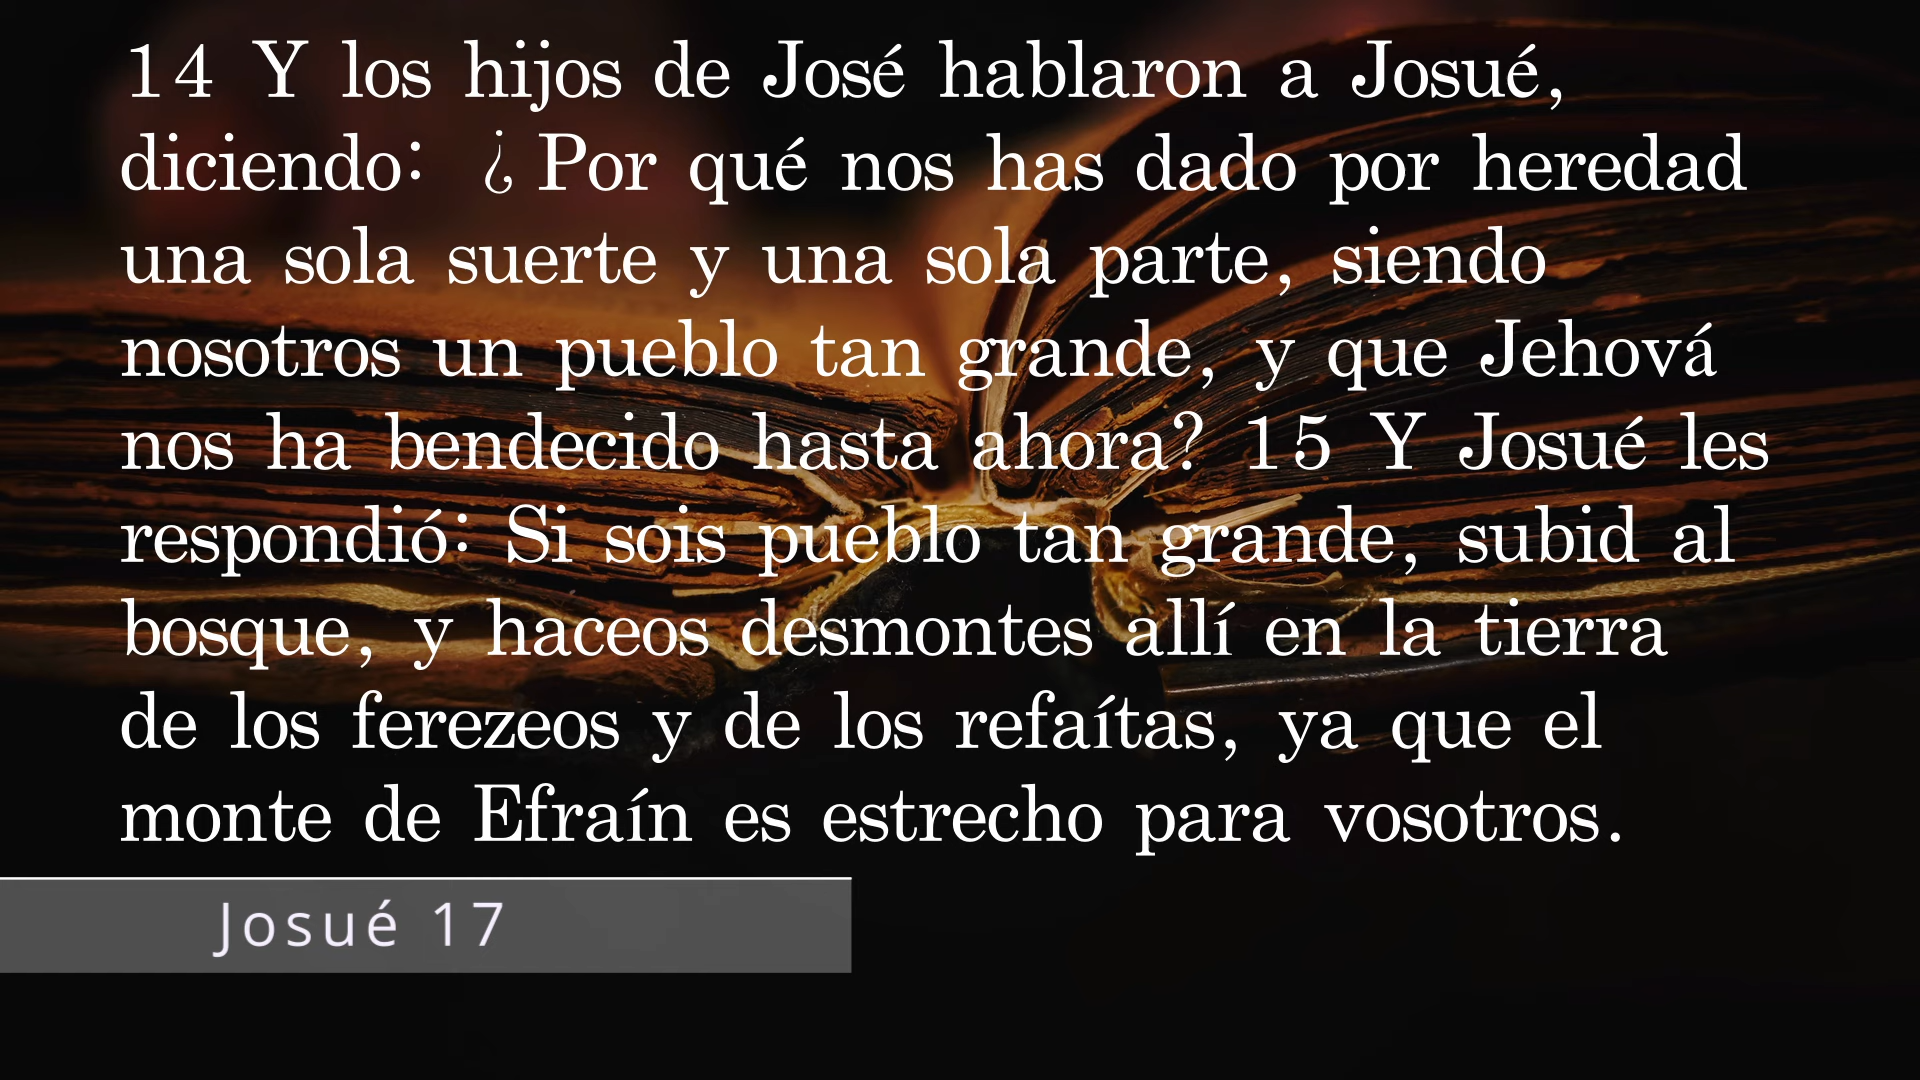 14 Y los hijos de José hablaron a Josué,
diciendo: ¿ Por qué nos has dado por heredad
una sola suerte y una sola parte, siendo
nosotros un pueblo tan grande, y que Jehová
nos ha bendecido hasta ahora? 15 Y Josué les
respondió: Si sois pueblo tan grande, subid al
bosque, y haceos desmontes allí en la tierra
de los ferezeos y de los refaítas, ya que el
monte de Efraín es estrecho para vosotros.
Josué 17